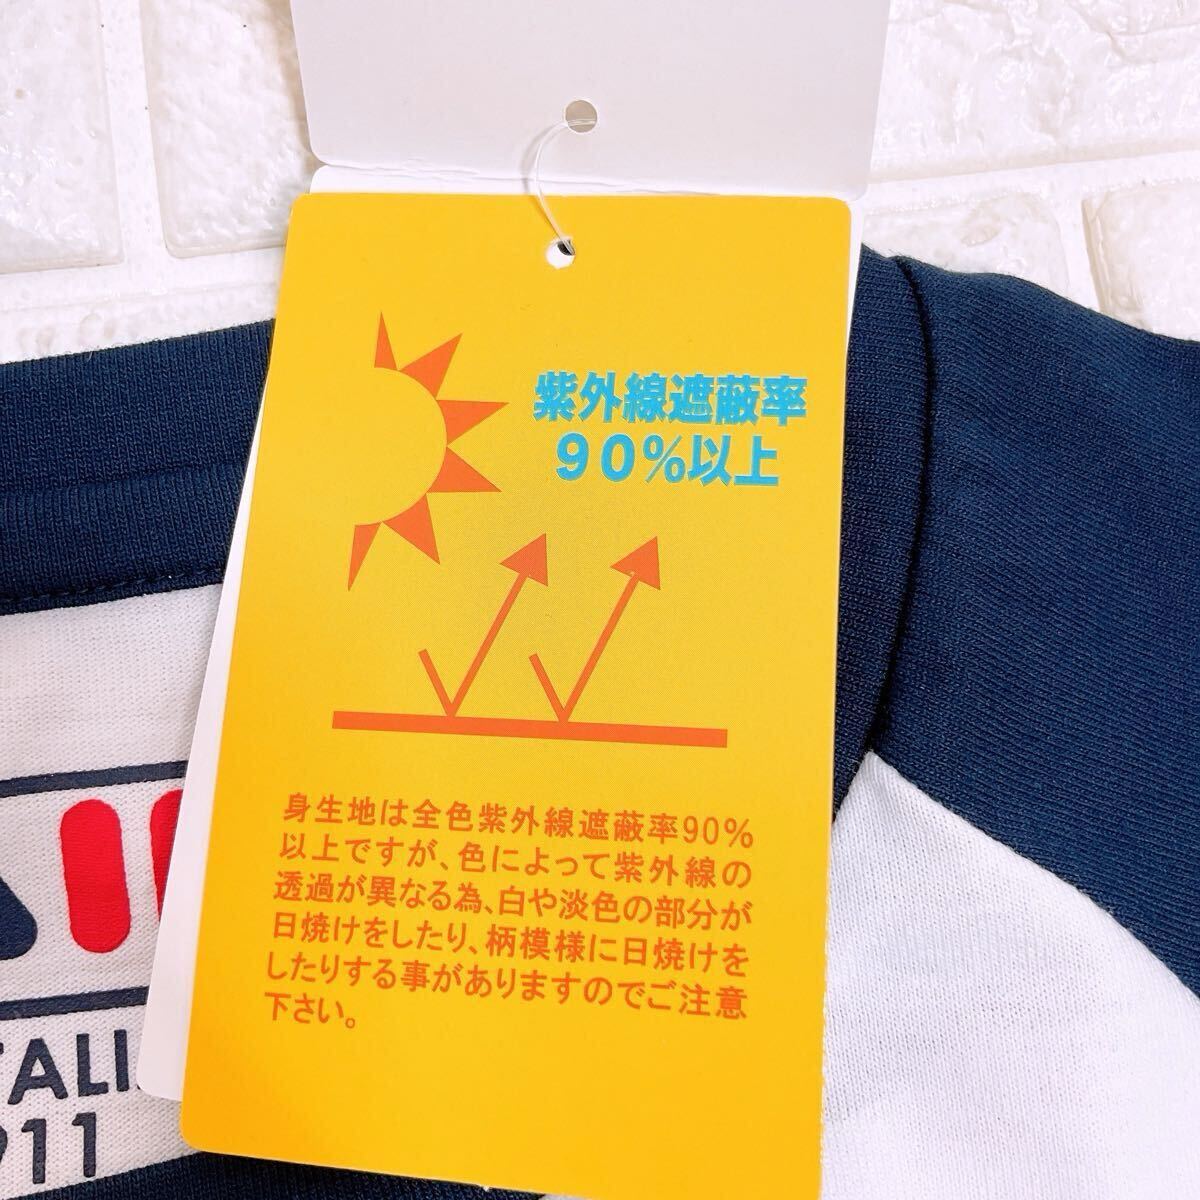 紫外線遮蔽率
90%以上
身生地は全色紫外線遮蔽率90%
以上ですが、色によって紫外線の
透過が異なる為、白や淡色の部分が
日焼けをしたり、柄模様に日焼けを
したりする事がありますのでご注意
下さい。
TALI
911